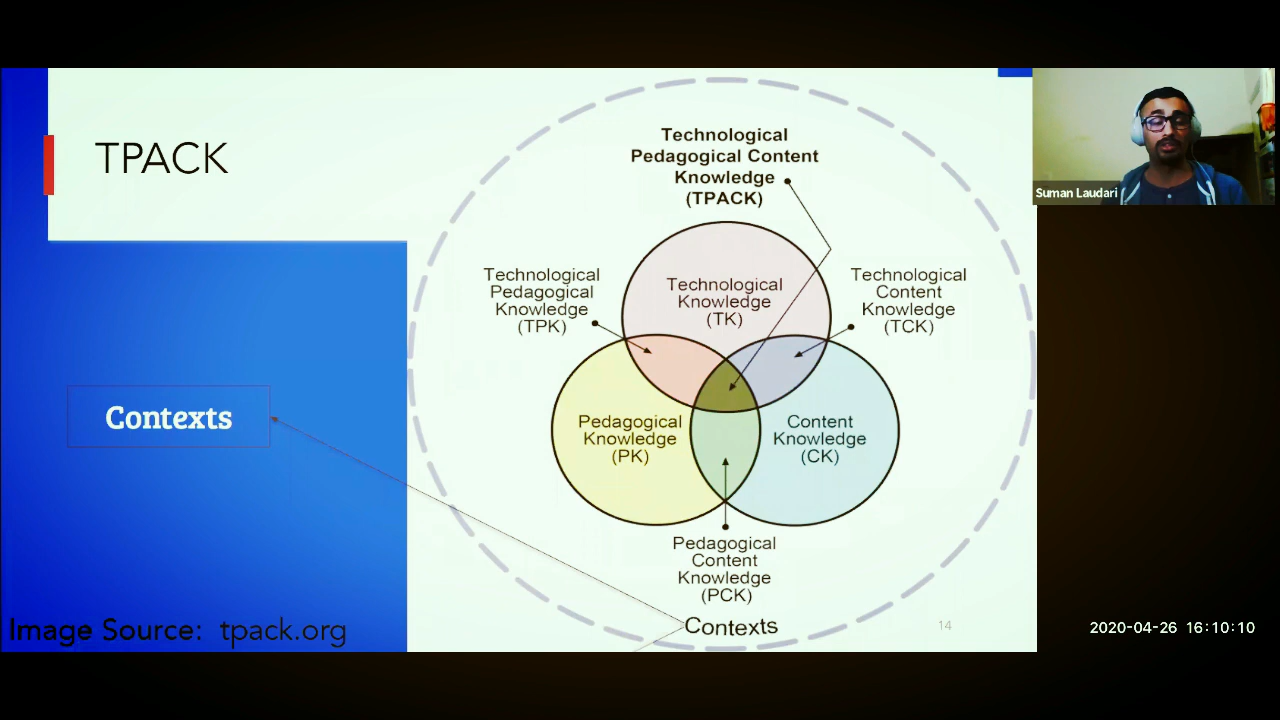 TPACK
Technological
Pedagogical Content
Knowledge
(TPACK)
Technological
Pedagogical
Knowledge
(TPK)
Technological
Knowledge
(TK)
Technological
Content
Knowledge
(TCK)
Pedagogical
Knowledge
(PK)
Content
Knowledge
(CK)
Pedagogical
Content
Knowledge
(PCK)
Contexts
Contexts
14
Image Source: tpack.org
Suman Laudari
2020-04-26 16:10:10